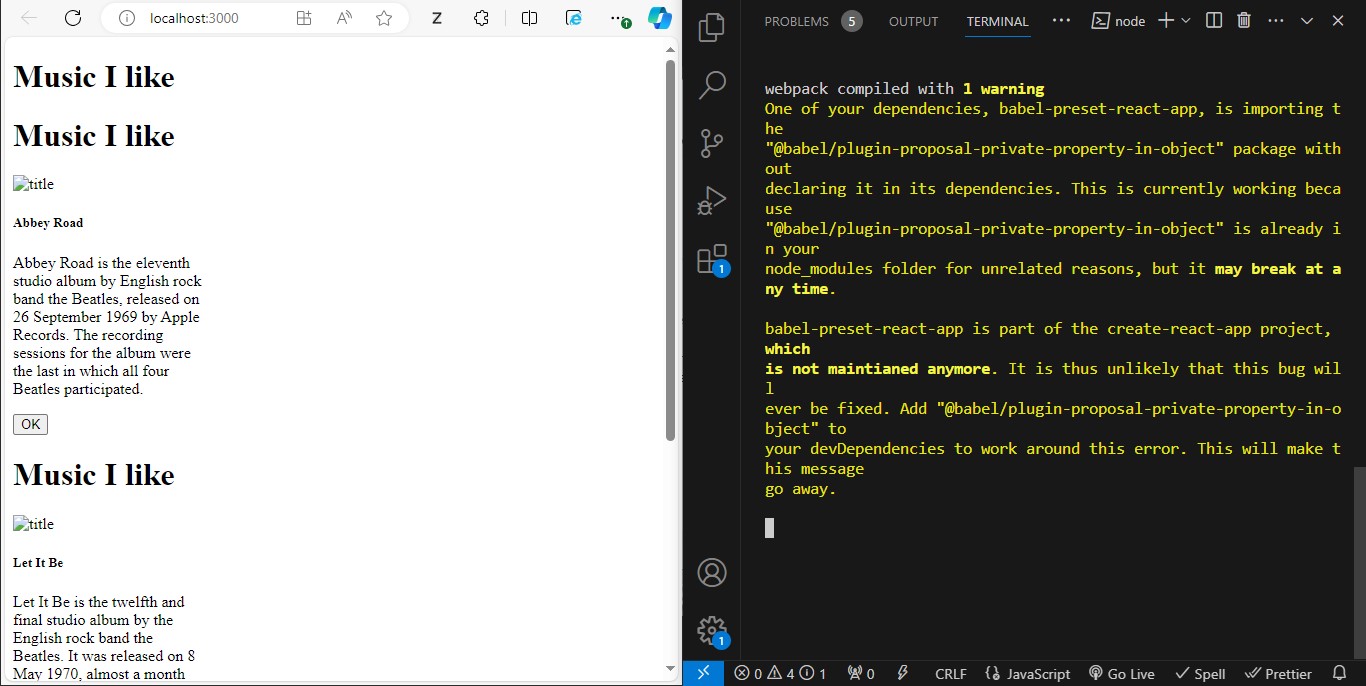 localhost:3000
Music I like
Music I like
title
Abbey Road
Abbey Road is the eleventh
studio album by English rock
band the Beatles, released on
26 September 1969 by Apple
Records. The recording
sessions for the album were
the last in which all four
Beatles participated.
OK
Music I like
title
Let It Be
Let It Be is the twelfth and
final studio album by the
English rock band the
Beatles. It was released on 8
May 1970, almost a month
PROBLEMS 5 OUTPUT TERMINAL ··· node
webpack compiled with 1 warning
One of your dependencies, babel-preset-react-app, is importing t
he
"@babel/plugin-proposal-private-property-in-object" package with
out
declaring it in its dependencies. This is currently working beca
use
"@babel/plugin-proposal-private-property-in-object" is already i
n your
node_modules folder for unrelated reasons, but it may break at a
ny time.
babel-preset-react-app is part of the create-react-app project,
which
is not maintianed anymore. It is thus unlikely that this bug wil
l
ever be fixed. Add "@babel/plugin-proposal-private-property-in-o
bject" to
your devDependencies to work around this error. This will make t
his message
go away.
1
1
0 4 1 0 CRLF JavaScript Go Live Spell Prettier